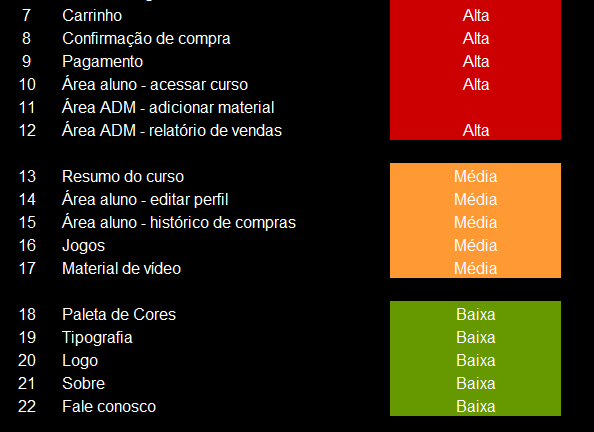 7 Carrinho Alta
8 Confirmação de compra Alta
9 Pagamento Alta
10 Área aluno - acessar curso Alta
11 Área ADM - adicionar material
12 Área ADM - relatório de vendas Alta
13 Resumo do curso Média
14 Área aluno - editar perfil Média
15 Área aluno - histórico de compras Média
16 Jogos Média
17 Material de vídeo Média
18 Paleta de Cores Baixa
19 Tipografia Baixa
20 Logo Baixa
21 Sobre Baixa
22 Fale conosco Baixa